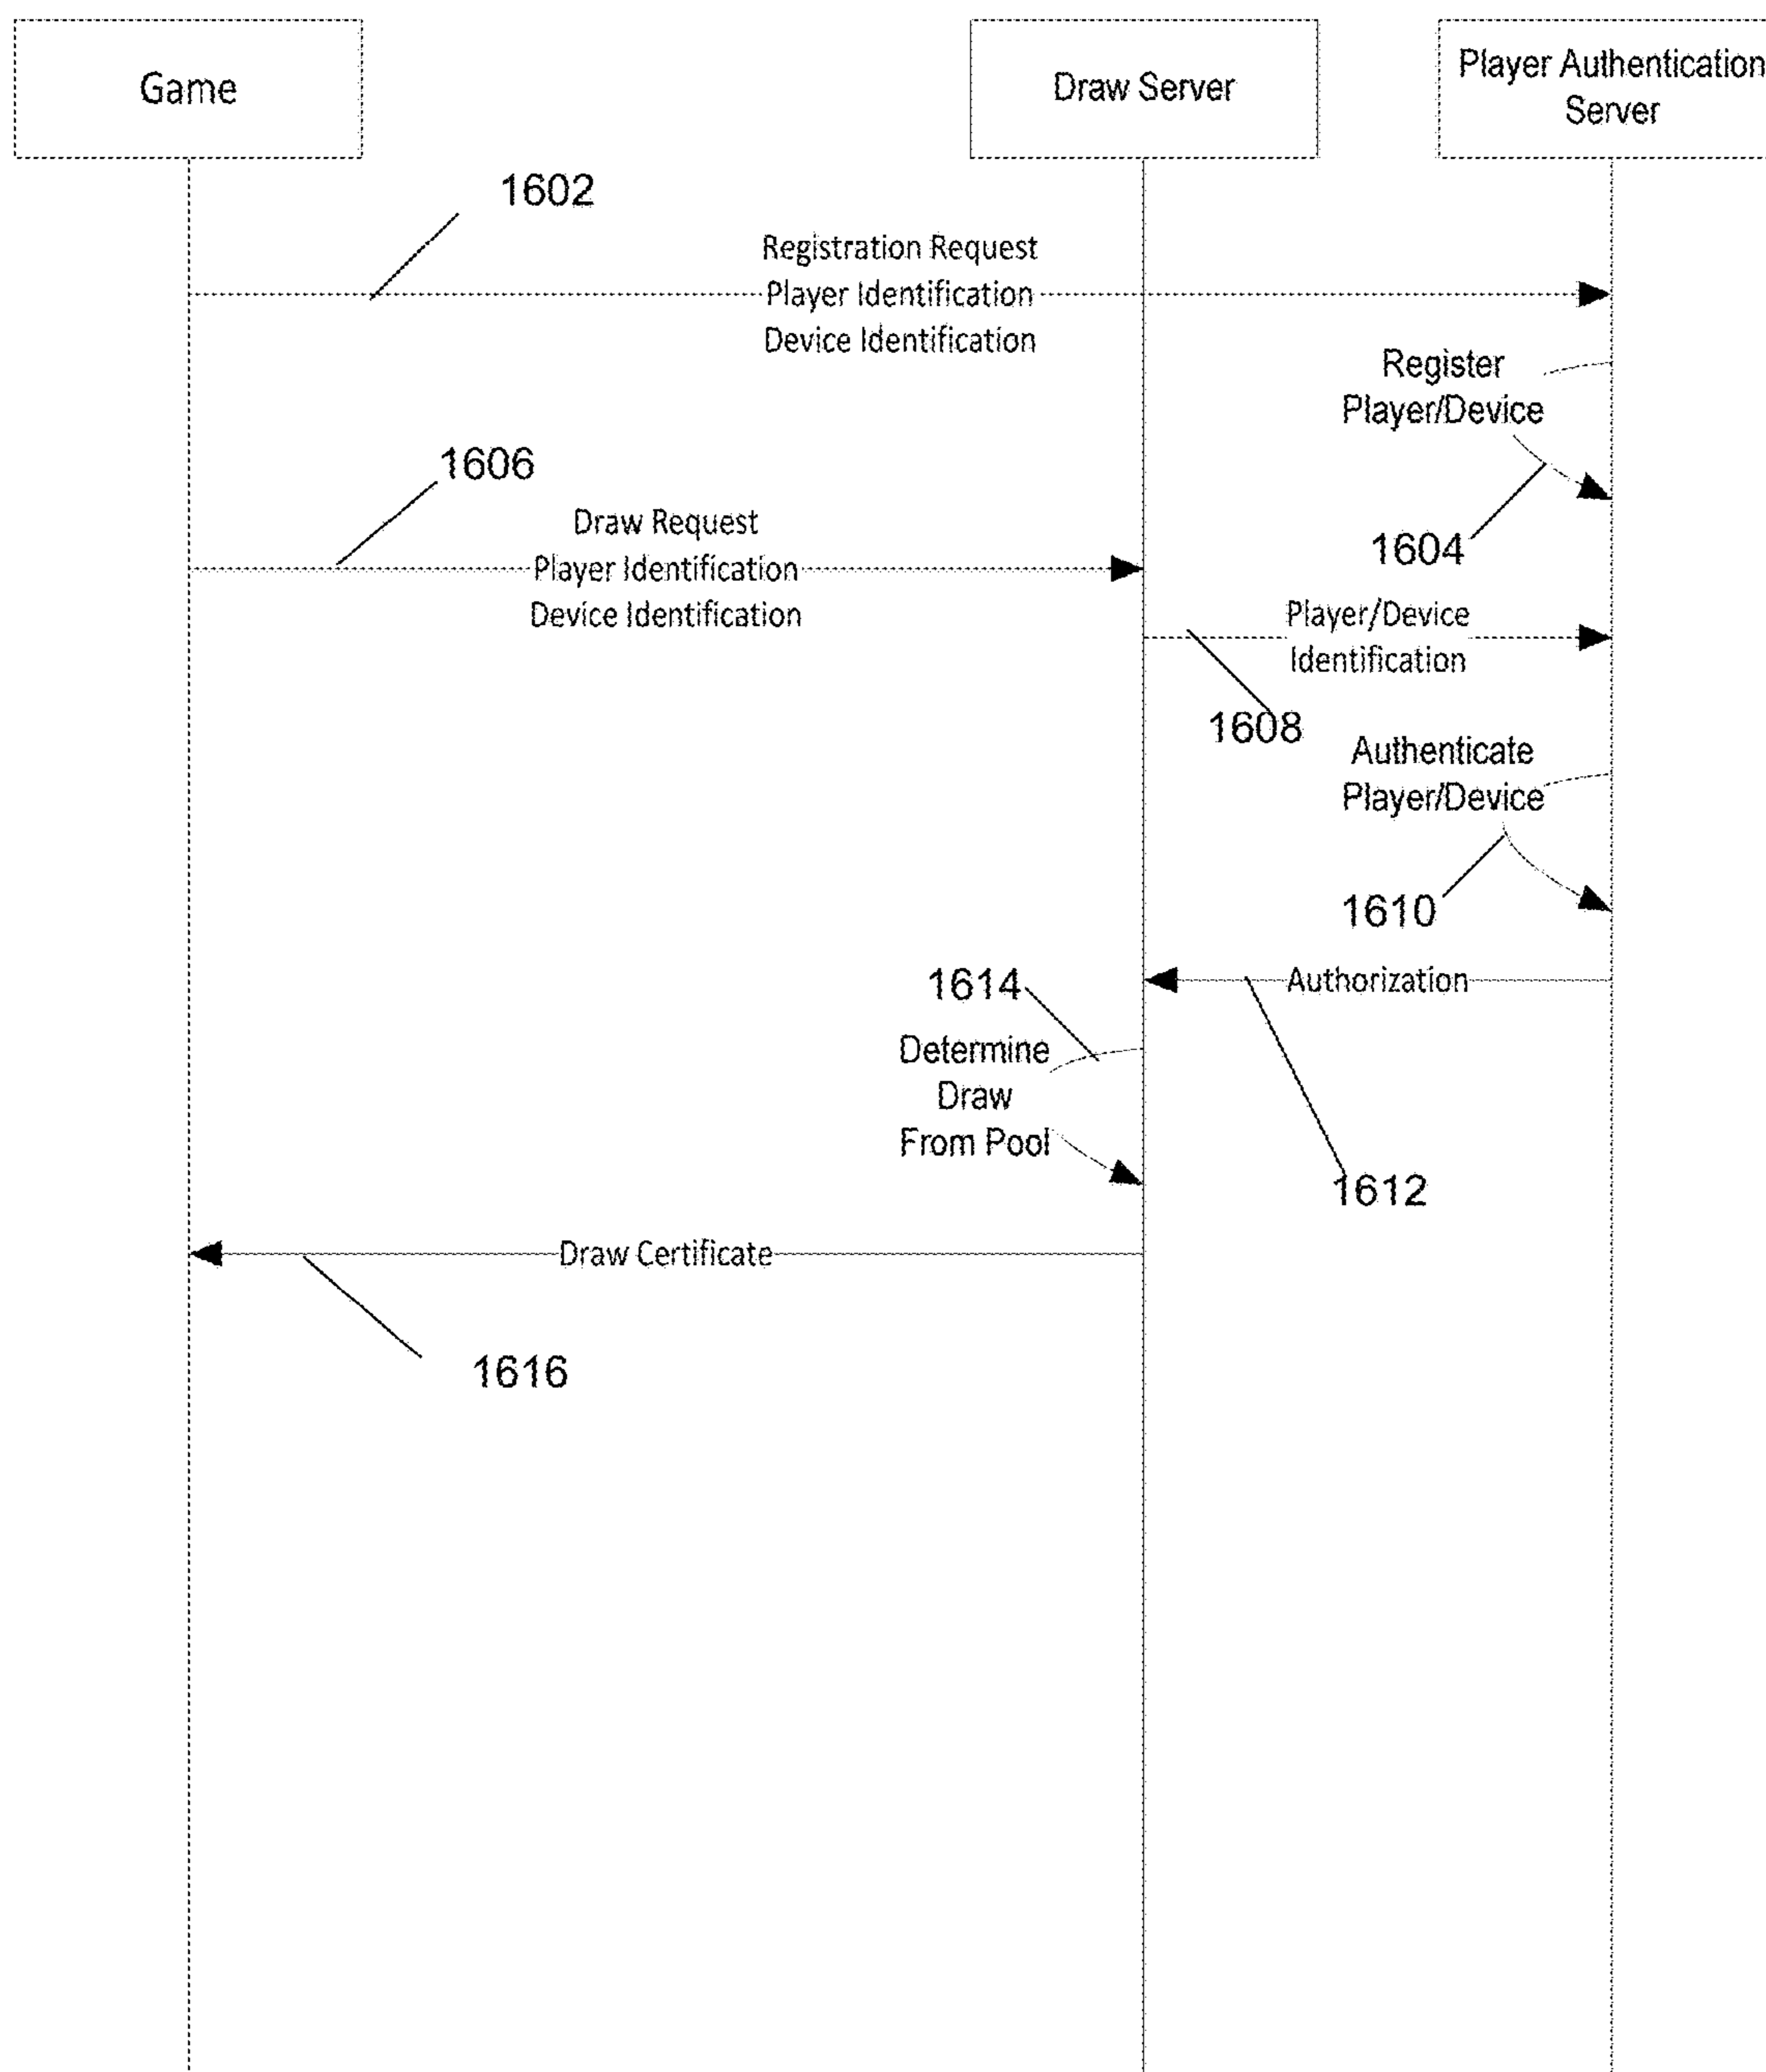 Game
Draw Server
Player Authentication
Server
1602
Registration Request
Player Identification
Device Identification
Register
Player/Device
1604
1606
Draw Request
Player Identification
Device Identification
Player/Device
Identification
1608
Authenticate
Player/Device
1610
Authorization
1612
1614
Determine
Draw
From Pool
Draw Certificate
1616